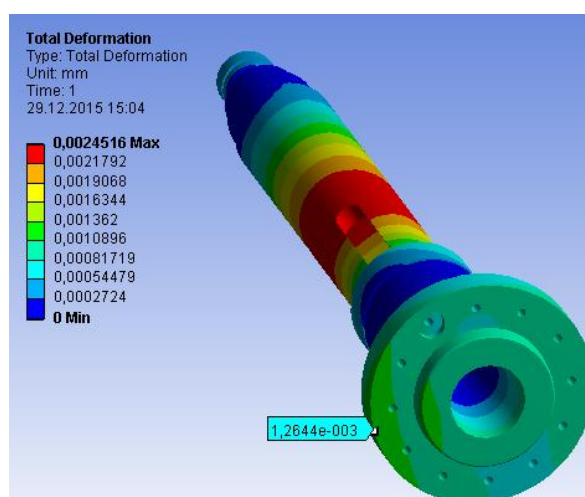 Total Deformation
Type: Total Deformation
Unit: mm
Time: 1
29.12.2015 15:04
0,0024516 Max
0,0021792
0,0019068
0,0016344
0,001362
0,0010896
0,00081719
0,00054479
0,0002724
0 Min
1,2644e-003